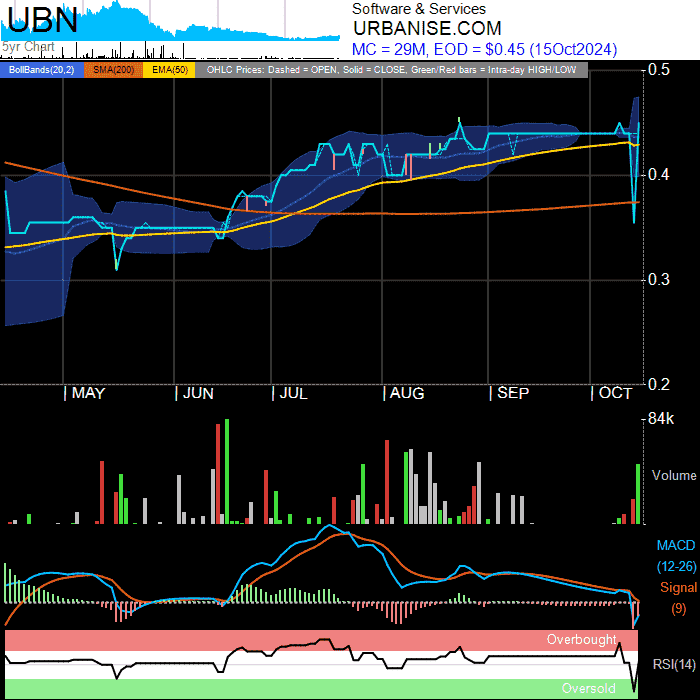 UBN
5yr Chart
Software & Services
URBANISE.COM
MC = 29M, EOD = $0.45 (15Oct2024)
BollBands(20,2) SMA(200) EMA(50) OHLC Prices: Dashed = OPEN, Solid = CLOSE, Green/Red bars = Intra-day HIGH/LOW
0.5
0.4
0.3
0.2
MAY JUN JUL AUG SEP OCT
84k
Volume
MACD
(12-26)
Signal
(9)
Overbought
RSI(14)
Oversold